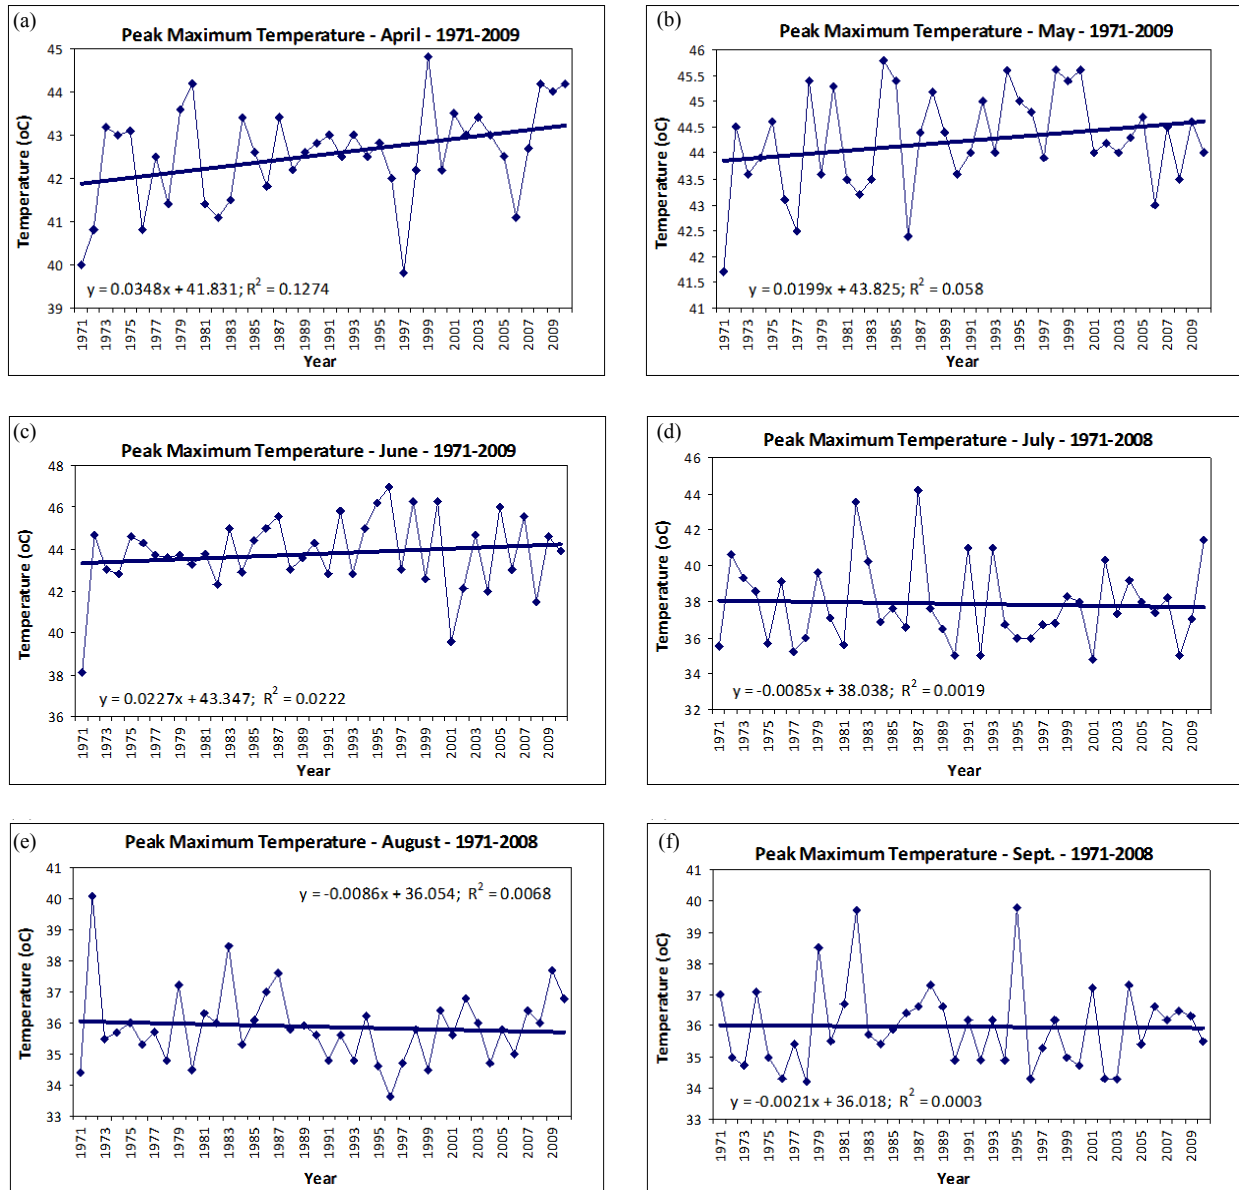 (a)
Peak Maximum Temperature - April - 1971-2009
Temperature (oC)
45
44
43
42
41
40
39
y = 0.0348x + 41.831; R² = 0.1274
1971 1973 1975 1977 1979 1981 1983 1985 1987 1989 1991 1993 1995 1997 1999 2001 2003 2005 2007 2009
Year
(b)
Peak Maximum Temperature - May - 1971-2009
Temperature (oC)
46
45.5
45
44.5
44
43.5
43
42.5
42
41.5
41
y = 0.0199x + 43.825; R² = 0.058
1971 1973 1975 1977 1979 1981 1983 1985 1987 1989 1991 1993 1995 1997 1999 2001 2003 2005 2007 2009
Year
(c)
Peak Maximum Temperature - June - 1971-2009
Temperature (oC)
48
46
44
42
40
38
36
y = 0.0227x + 43.347; R² = 0.0222
1971 1973 1975 1977 1979 1981 1983 1985 1987 1989 1991 1993 1995 1997 1999 2001 2003 2005 2007 2009
Year
(d)
Peak Maximum Temperature - July - 1971-2008
Temperature (oC)
46
44
42
40
38
36
34
32
y = -0.0085x + 38.038; R² = 0.0019
1971 1973 1975 1977 1979 1981 1983 1985 1987 1989 1991 1993 1995 1997 1999 2001 2003 2005 2007 2009
Year
(e)
Peak Maximum Temperature - August - 1971-2008
Temperature (oC)
41
40
39
38
37
36
35
34
33
y = -0.0086x + 36.054; R² = 0.0068
1971 1973 1975 1977 1979 1981 1983 1985 1987 1989 1991 1993 1995 1997 1999 2001 2003 2005 2007 2009
Year
(f)
Peak Maximum Temperature - Sept. - 1971-2008
Temperature (oC)
41
40
39
38
37
36
35
34
33
y = -0.0021x + 36.018; R² = 0.0003
1971 1973 1975 1977 1979 1981 1983 1985 1987 1989 1991 1993 1995 1997 1999 2001 2003 2005 2007 2009
Year